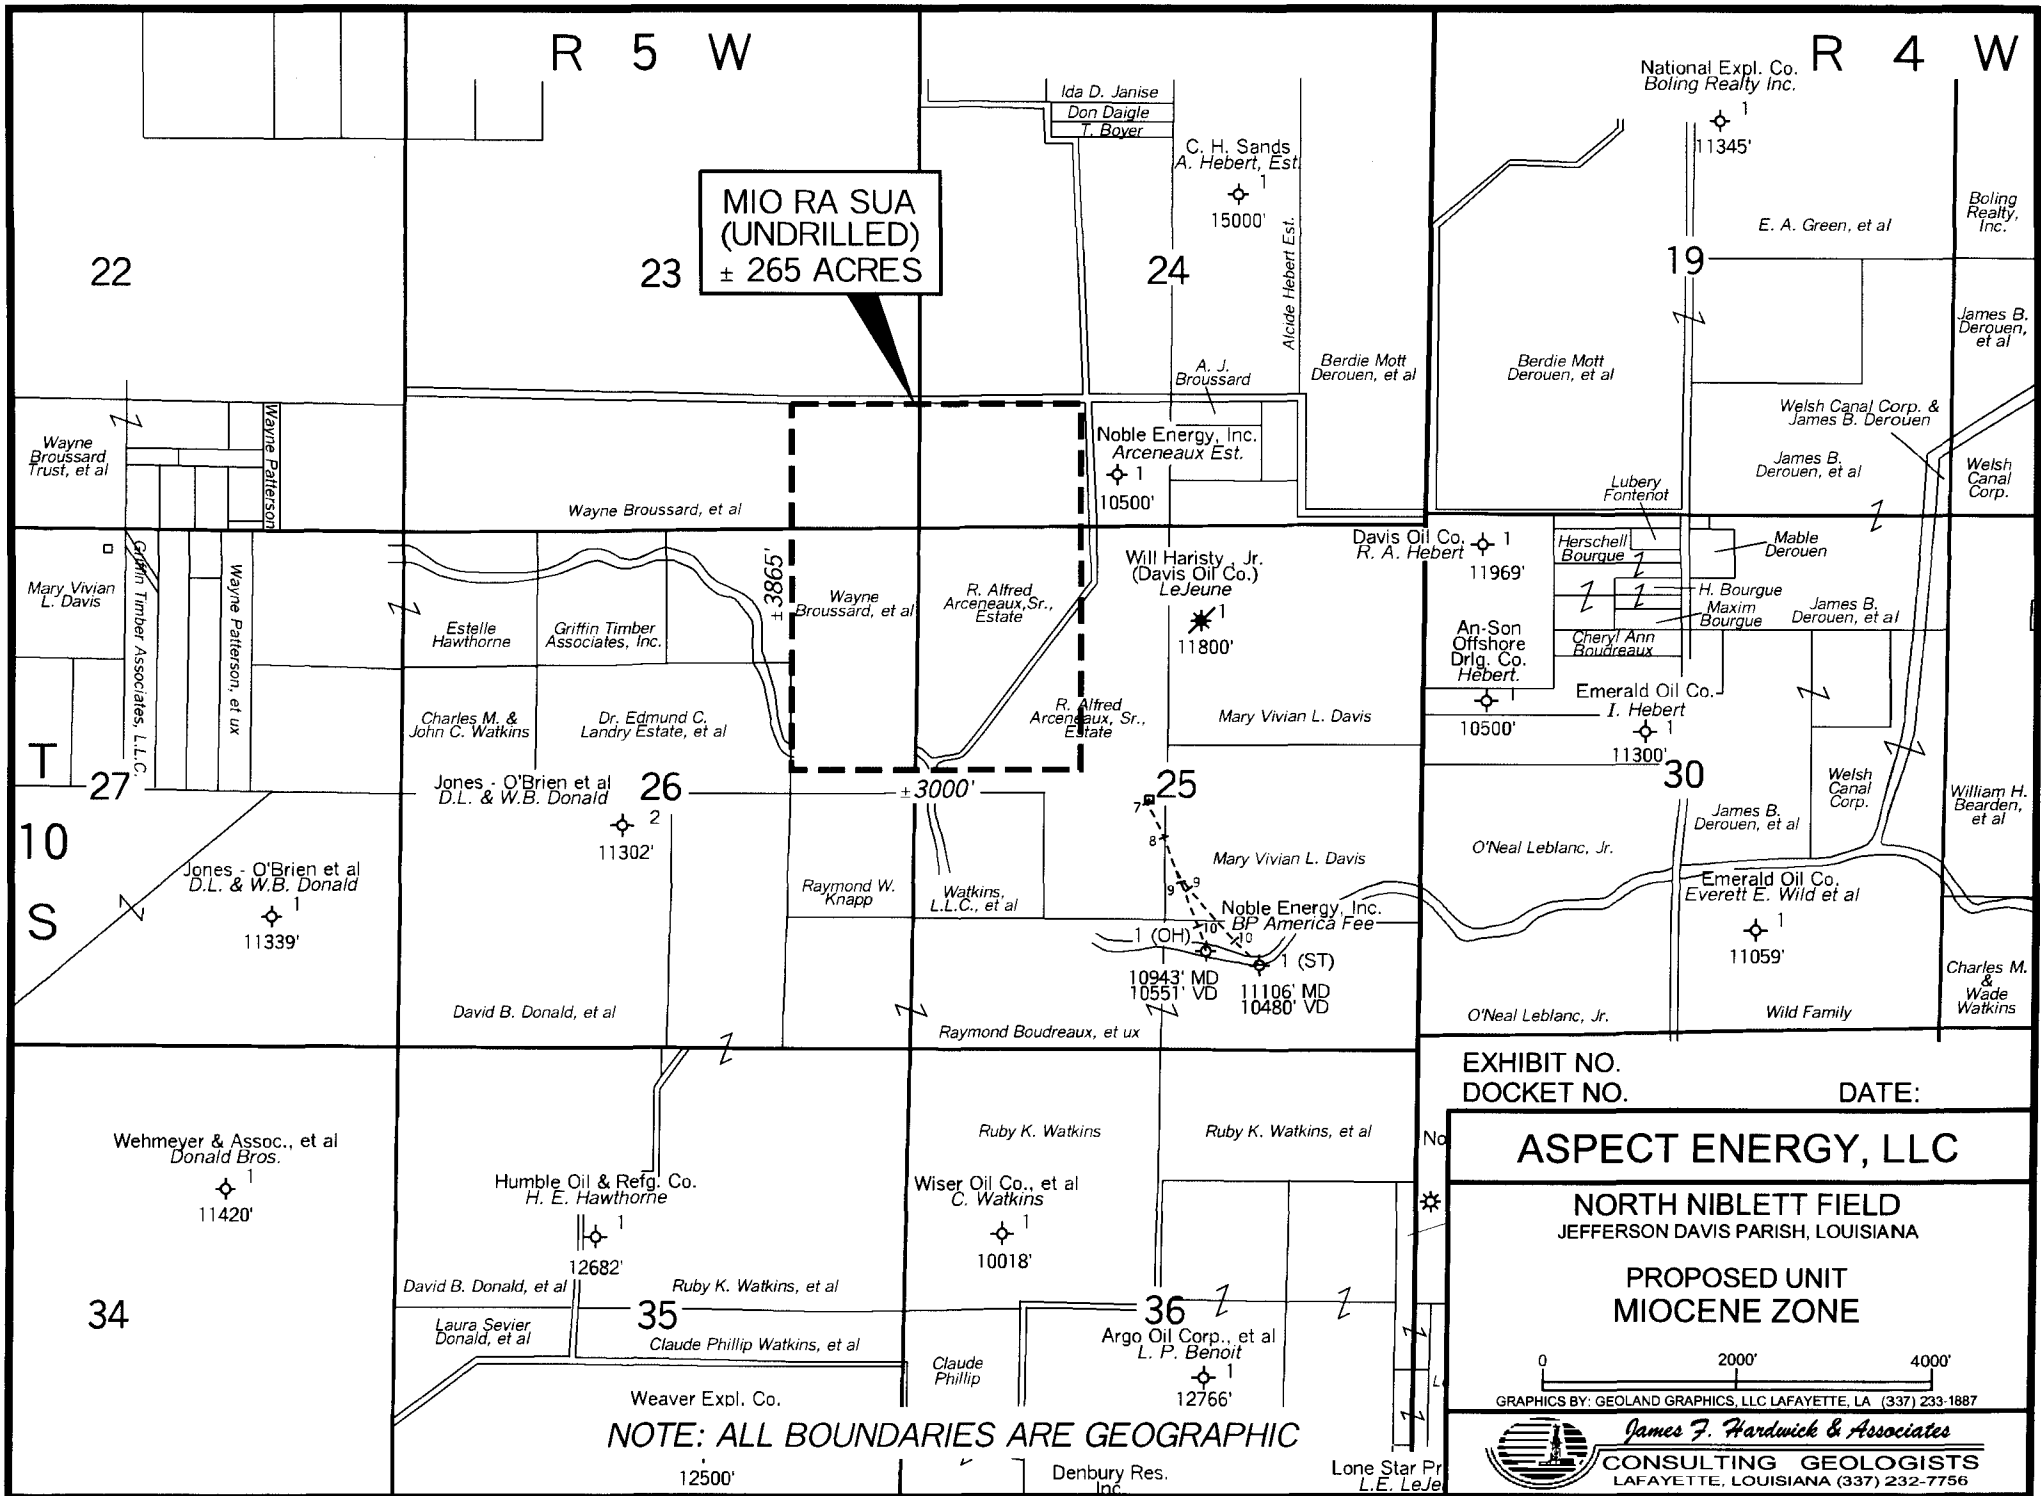 R 5 W
R 4 W
National Expl. Co.
Boling Realty Inc.
1
11345'
Ida D. Janise
Don Daigle
T. Boyer
C. H. Sands
A. Hebert, Est.
1
15000'
Alcide Hebert Est.
MIO RA SUA
(UNDRILLED)
± 265 ACRES
22
23
24
19
E. A. Green, et al
Boling
Realty,
Inc.
James B.
Derouen,
et al
A. J.
Broussard
Berdie Mott
Derouen, et al
Berdie Mott
Derouen, et al
Welsh Canal Corp. &
James B. Derouen
James B.
Derouen, et al
Welsh
Canal
Corp.
Wayne
Broussard
Trust, et al
Wayne Patterson
Wayne Broussard, et al
Noble Energy, Inc.
Arceneaux Est.
1
10500'
Lubery
Fontenot
Davis Oil Co.
R. A. Hebert
1
11969'
Herschell
Bourgue
Mable
Derouen
H. Bourgue
Maxim
Bourgue
James B.
Derouen, et al
Cheryl Ann
Boudreaux
Mary Vivian
L. Davis
Griffin Timber Associates, L.L.C.
Wayne Patterson, et ux
Estelle
Hawthorne
Griffin Timber
Associates, Inc.
± 3865'
Wayne
Broussard, et al
R. Alfred
Arceneaux,Sr.,
Estate
Will Haristy , Jr.
(Davis Oil Co.)
LeJeune
1
11800'
An-Son
Offshore
Drlg. Co.
Hebert.
1
10500'
Emerald Oil Co.
I. Hebert
1
11300'
Charles M. &
John C. Watkins
Dr. Edmund C.
Landry Estate, et al
R. Alfred
Arceneaux, Sr.,
Estate
Mary Vivian L. Davis
T
10
S
27
26
25
30
Jones - O'Brien et al
D.L. & W.B. Donald
2
11302'
± 3000'
7
8
9
9
10
10
Welsh
Canal
Corp.
James B.
Derouen, et al
William H.
Bearden,
et al
Jones - O'Brien et al
D.L. & W.B. Donald
1
11339'
Raymond W.
Knapp
Watkins,
L.L.C., et al
Mary Vivian L. Davis
O'Neal Leblanc, Jr.
Noble Energy, Inc.
BP America Fee
1 (OH)
1 (ST)
10943' MD
10551' VD
11106' MD
10480' VD
Emerald Oil Co.
Everett E. Wild et al
1
11059'
Charles M.
&
Wade
Watkins
David B. Donald, et al
Raymond Boudreaux, et ux
O'Neal Leblanc, Jr.
Wild Family
EXHIBIT NO.
DOCKET NO.
DATE:
Wehmeyer & Assoc., et al
Donald Bros.
1
11420'
Humble Oil & Refg. Co.
H. E. Hawthorne
1
12682'
Ruby K. Watkins
Ruby K. Watkins, et al
No
Wiser Oil Co., et al
C. Watkins
1
10018'
34
35
36
David B. Donald, et al
Ruby K. Watkins, et al
Laura Sevier
Donald, et al
Claude Phillip Watkins, et al
Claude
Phillip
Argo Oil Corp., et al
L. P. Benoit
1
12766'
Weaver Expl. Co.
12500'
NOTE: ALL BOUNDARIES ARE GEOGRAPHIC
Denbury Res.
Inc.
Lone Star Pr
L.E. LeJe
ASPECT ENERGY, LLC
NORTH NIBLETT FIELD
JEFFERSON DAVIS PARISH, LOUISIANA
PROPOSED UNIT
MIOCENE ZONE
0 2000' 4000'
GRAPHICS BY: GEOLAND GRAPHICS, LLC LAFAYETTE, LA (337) 233-1887
James F. Hardwick & Associates
CONSULTING GEOLOGISTS
LAFAYETTE, LOUISIANA (337) 232-7756